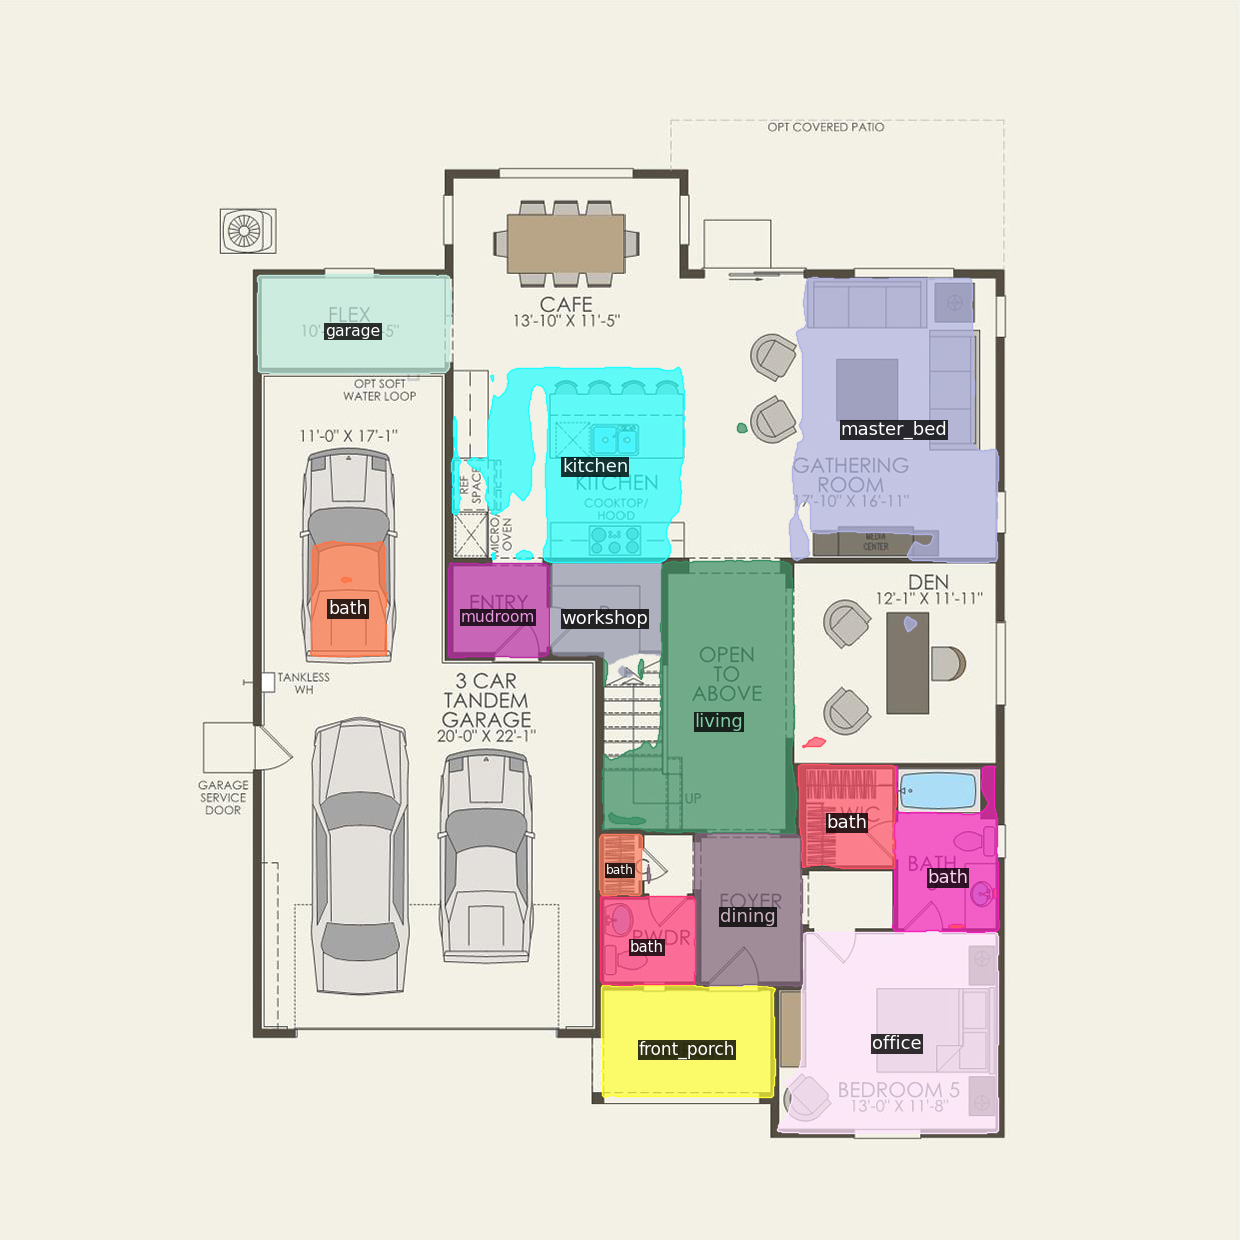 OPT COVERED PATIO
CAFE
13'-10" X 11'-5"
FLEX
garage
OPT SOFT
WATER LOOP
11'-0" X 17'-1"
master_bed
kitchen
GATHERING
ROOM
17'-10" X 16'-11"
KITCHEN
COOKTOP/
HOOD
REF
SPACE
MICRO/
OVEN
MEDIA
CENTER
DEN
12'-1" X 11'-11"
bath
ENTRY
mudroom
workshop
OPEN
TO
ABOVE
living
TANKLESS
WH
3 CAR
TANDEM
GARAGE
20'-0" X 22'-1"
GARAGE
SERVICE
DOOR
UP
WIC
bath
BATH
bath
bath
FOYER
dining
PWDR
bath
office
front_porch
BEDROOM 5
13'-0" X 11'-8"